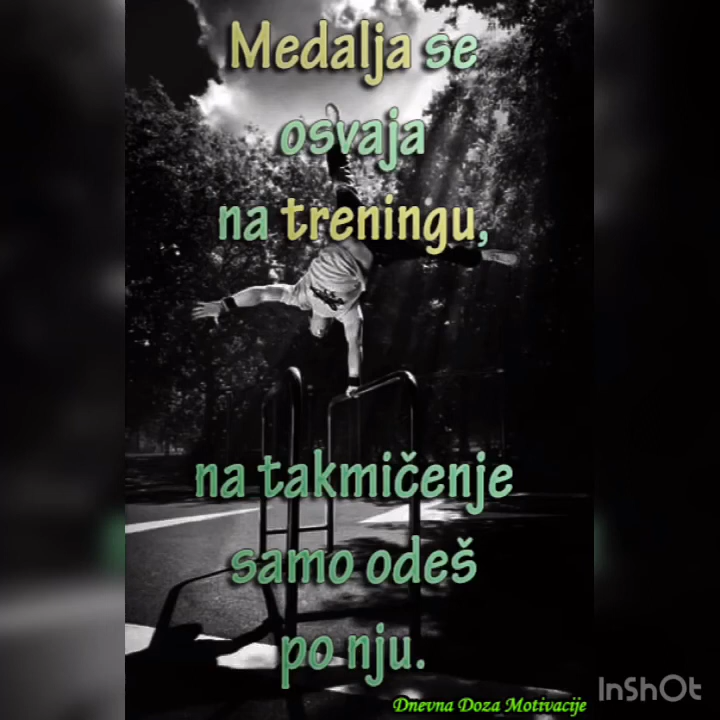 Medalja se
osvaja
na treningu,
na takmičenje
samo odeš
po nju.
Dnevna Doza Motivacije
InShOt